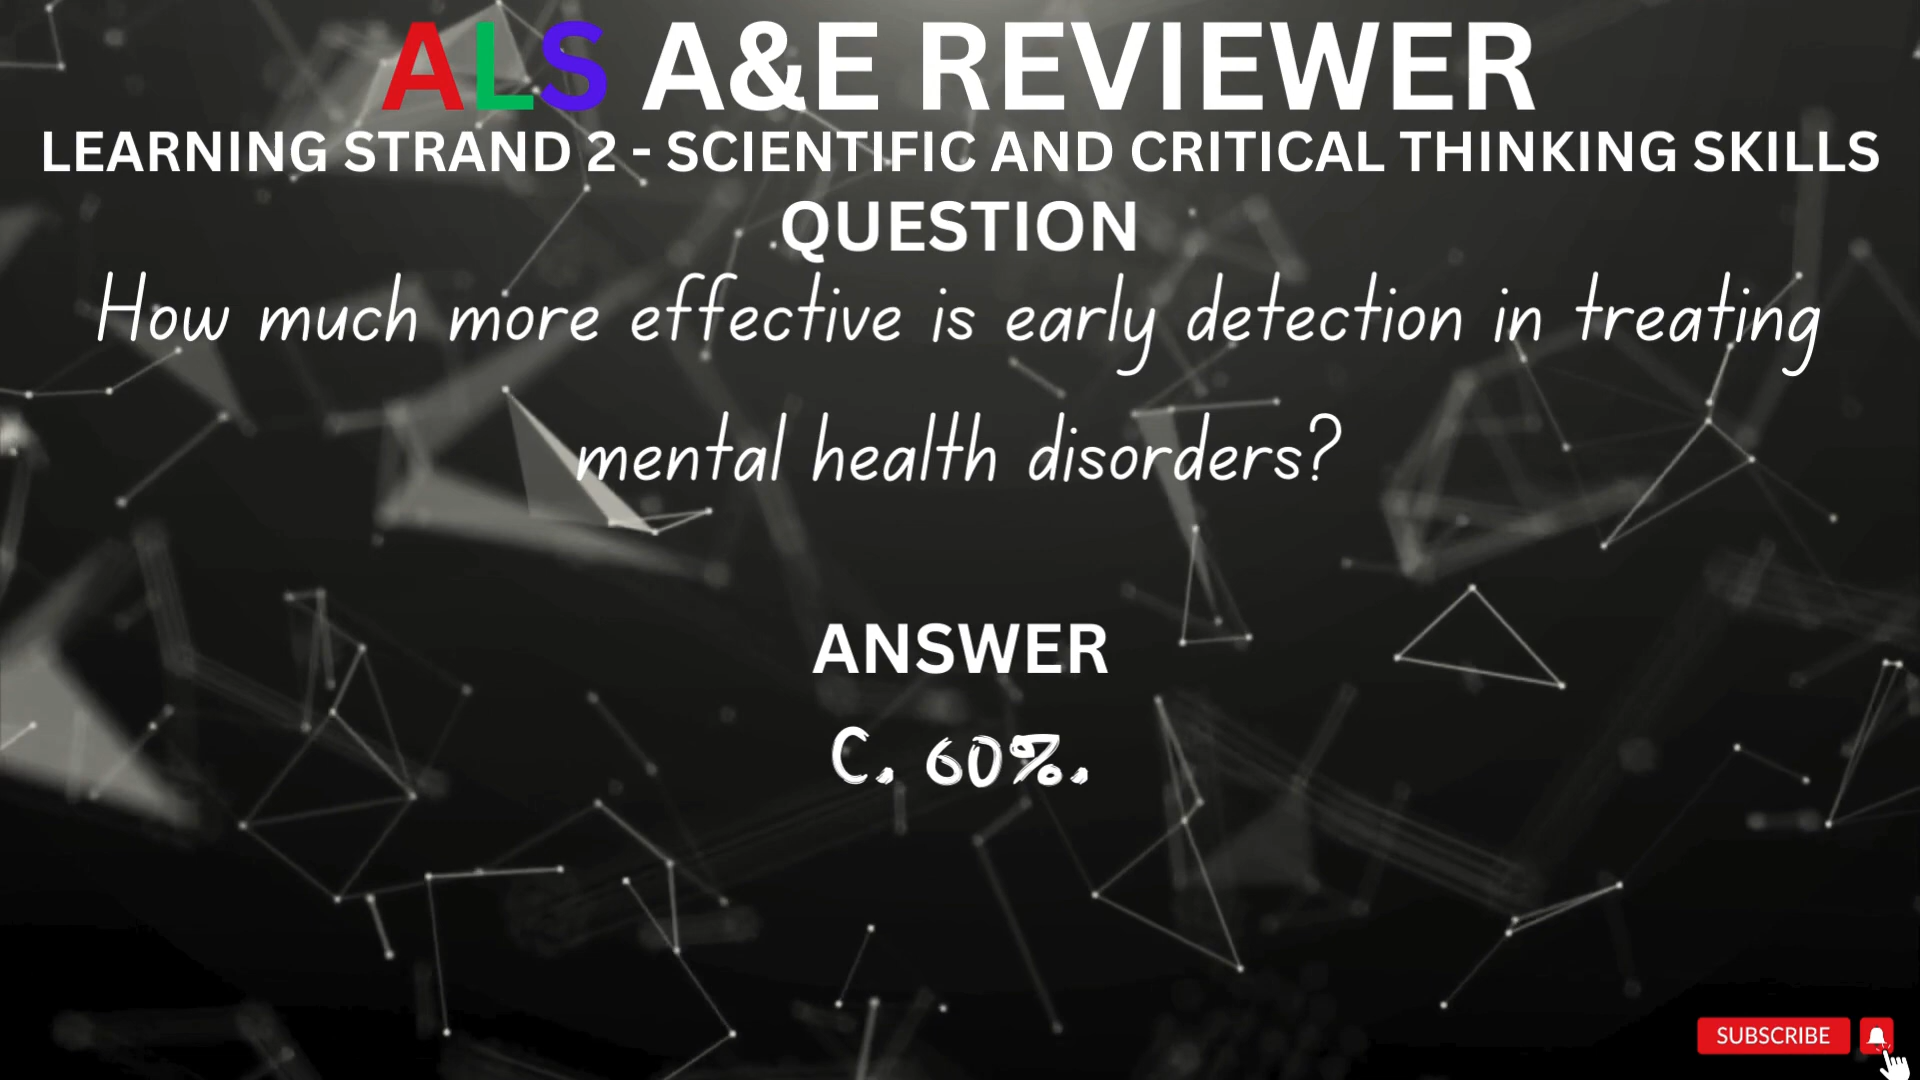 ALS A&E REVIEWER
LEARNING STRAND 2 - SCIENTIFIC AND CRITICAL THINKING SKILLS
QUESTION
How much more effective is early detection in treating
mental health disorders?
ANSWER
C. 60%.
SUBSCRIBE